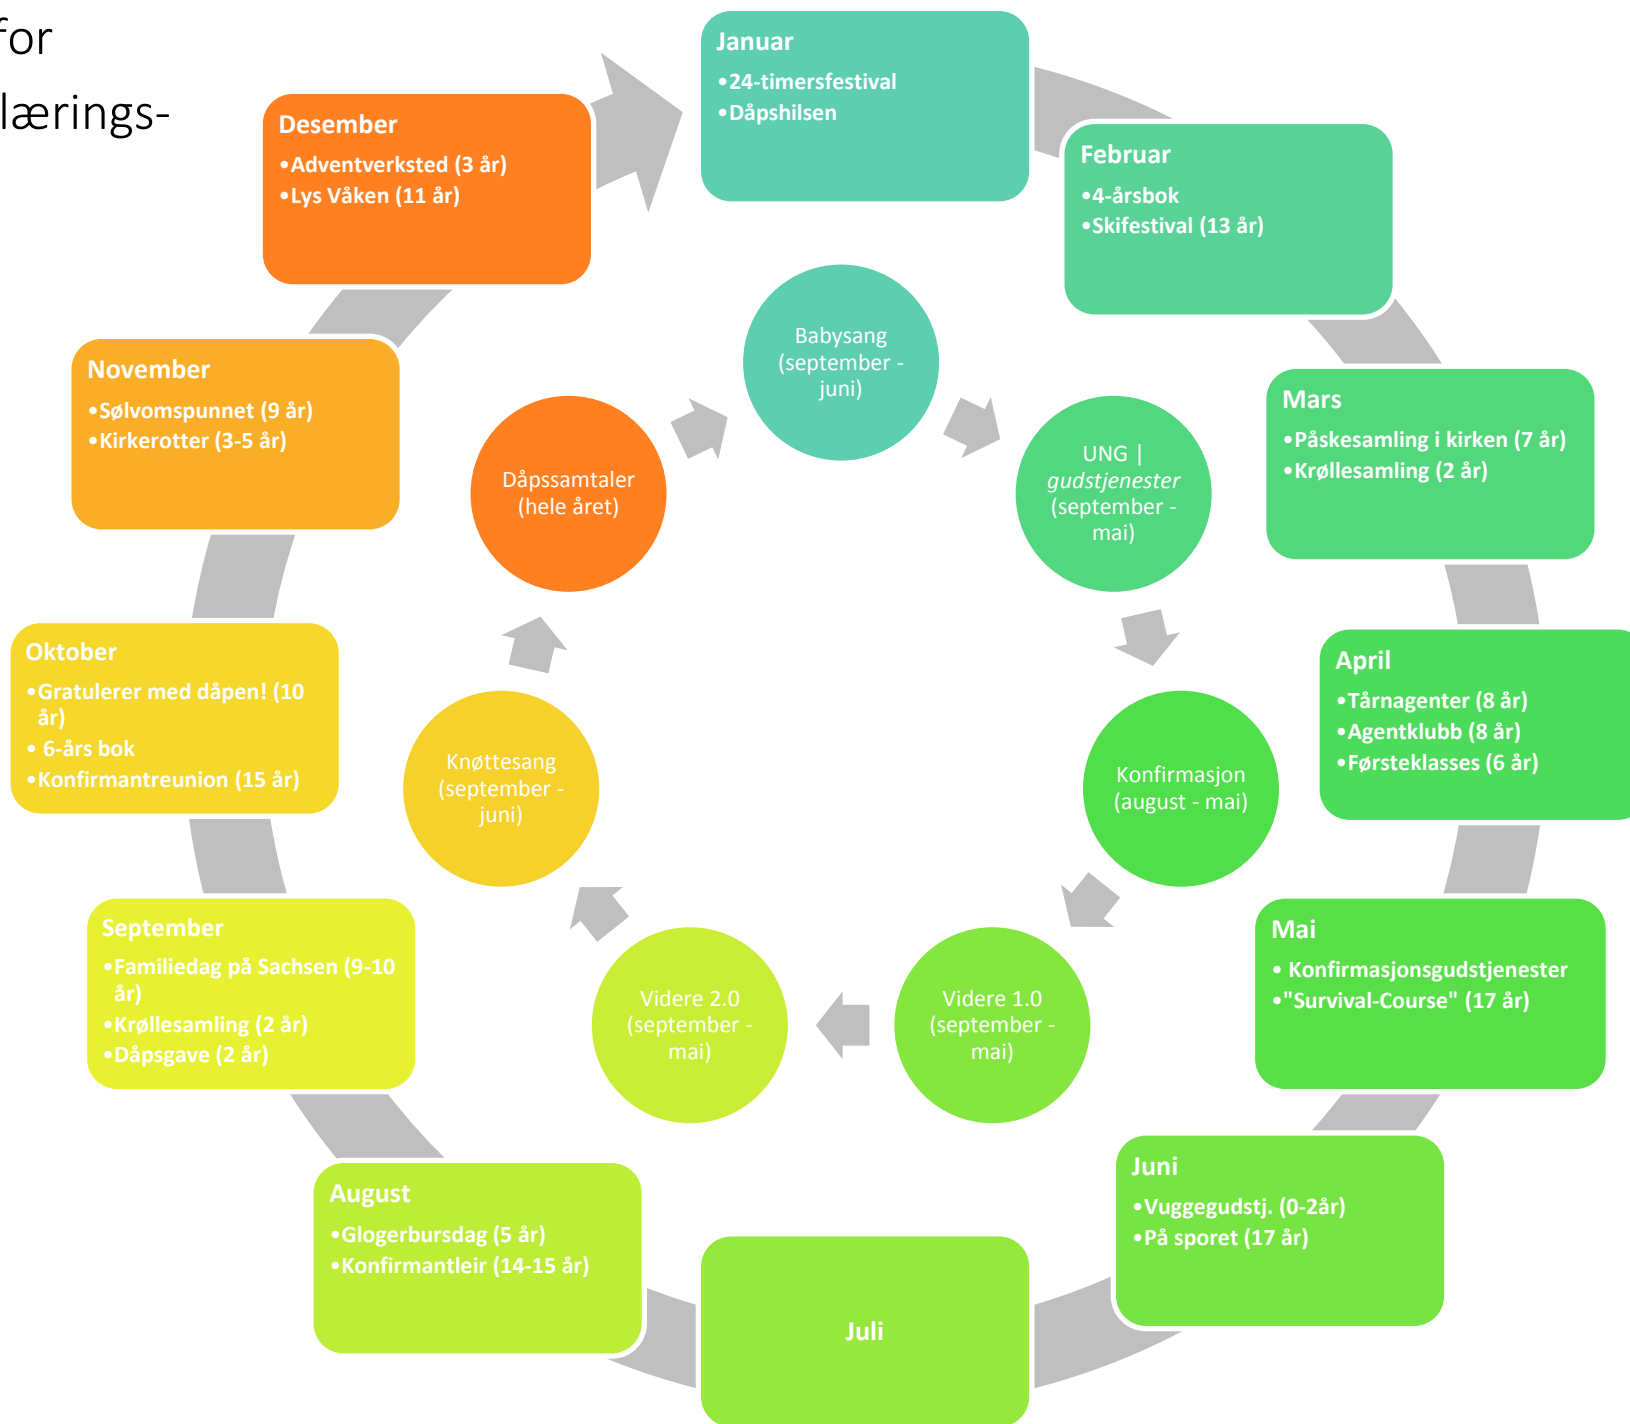 for
lærings-
Januar
•24-timersfestival
•Dåpshilsen
Februar
•4-årsbok
•Skifestival (13 år)
Mars
•Påskesamling i kirken (7 år)
•Krøllesamling (2 år)
April
•Tårnagenter (8 år)
•Agentklubb (8 år)
•Førsteklasses (6 år)
Mai
• Konfirmasjonsgudstjenester
•"Survival-Course" (17 år)
Juni
•Vuggegudstj. (0-2år)
•På sporet (17 år)
Juli
August
•Glogerbursdag (5 år)
•Konfirmantleir (14-15 år)
September
•Familiedag på Sachsen (9-10
år)
•Krøllesamling (2 år)
•Dåpsgave (2 år)
Oktober
•Gratulerer med dåpen! (10
år)
• 6-års bok
•Konfirmantreunion (15 år)
November
•Sølvomspunnet (9 år)
•Kirkerotter (3-5 år)
Desember
•Adventverksted (3 år)
•Lys Våken (11 år)
Babysang
(september -
juni)
UNG |
gudstjenester
(september -
mai)
Konfirmasjon
(august - mai)
Videre 1.0
(september -
mai)
Videre 2.0
(september -
mai)
Knøttesang
(september -
juni)
Dåpssamtaler
(hele året)